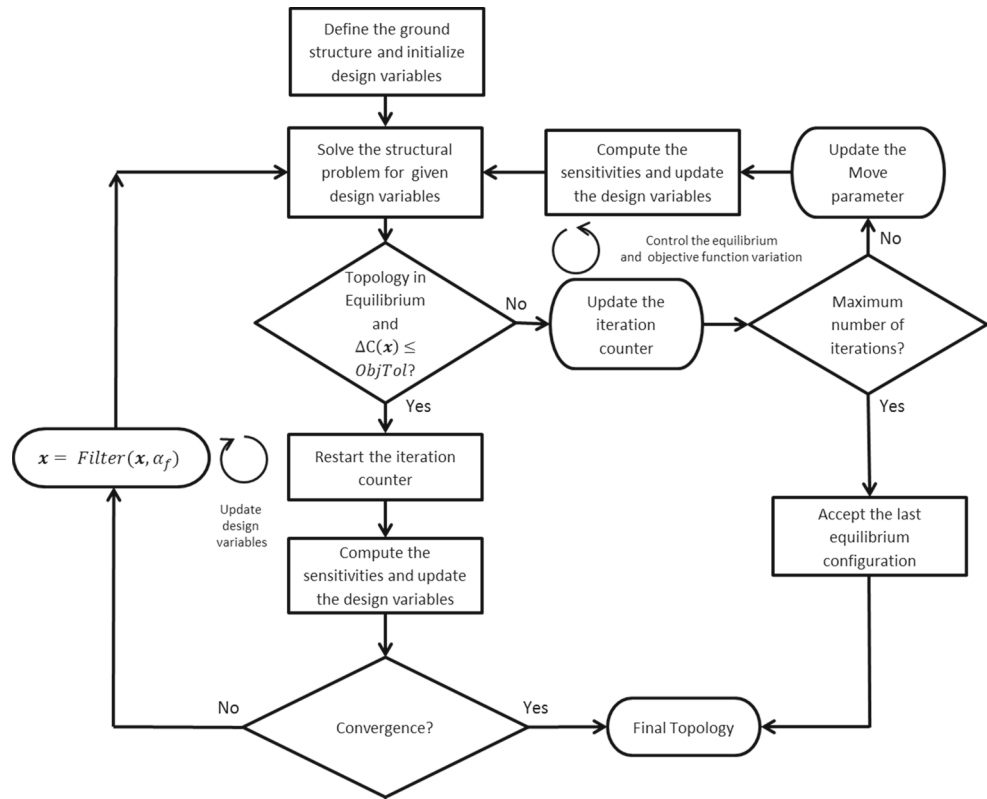 Define the ground
structure and initialize
design variables
Solve the structural
problem for given
design variables
Compute the
sensitivities and update
the design variables
Update the
Move
parameter
No
Control the equilibrium
and objective function variation
Topology in
Equilibrium
and
ΔC(𝒙) ≤
ObjTol?
No
Update the
iteration
counter
Maximum
number of
iterations?
Yes
Yes
𝒙 = Filter(𝒙, α_f)
Update
design
variables
Restart the iteration
counter
Accept the last
equilibrium
configuration
Compute the
sensitivities and update
the design variables
No
Convergence?
Yes
Final Topology